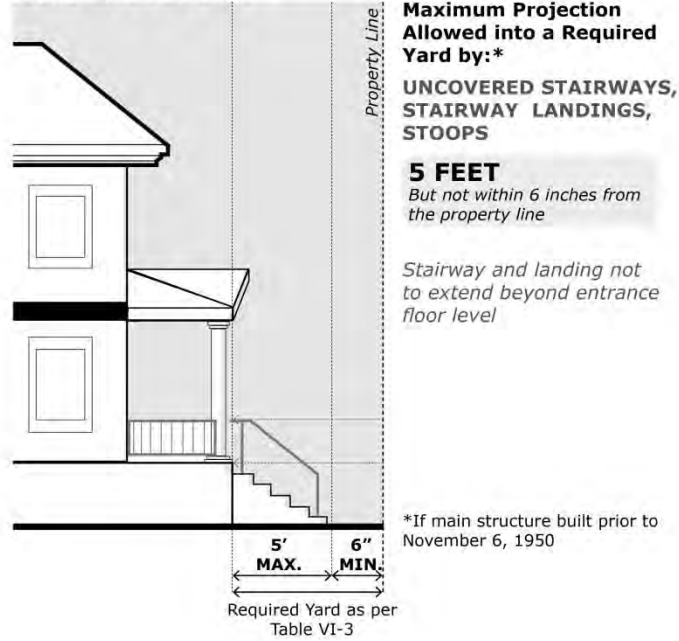 Property Line
Maximum Projection
Allowed into a Required
Yard by:*
UNCOVERED STAIRWAYS,
STAIRWAY LANDINGS,
STOOPS
5 FEET
But not within 6 inches from
the property line
Stairway and landing not
to extend beyond entrance
floor level
*If main structure built prior to
November 6, 1950
5’
MAX.
6”
MIN.
Required Yard as per
Table VI-3